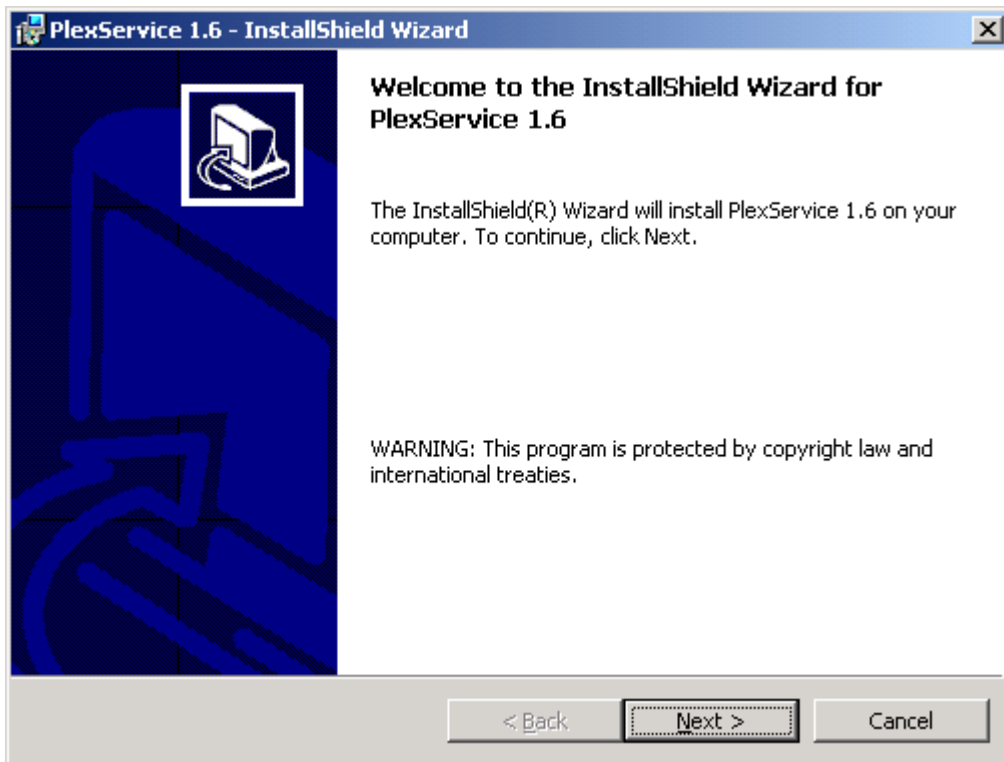 PlexService 1.6 - InstallShield Wizard
Welcome to the InstallShield Wizard for
PlexService 1.6
The InstallShield(R) Wizard will install PlexService 1.6 on your
computer. To continue, click Next.
WARNING: This program is protected by copyright law and
international treaties.
< Back Next > Cancel